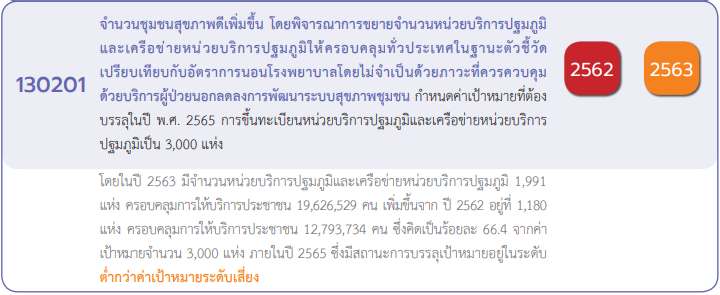 130201
จำนวนชุมชนสุขภาพดีเพิ่มขึ้น โดยพิจารณาการขยายจำนวนหน่วยบริการปฐมภูมิ
และเครือข่ายหน่วยบริการปฐมภูมิให้ครอบคลุมทั่วประเทศในฐานะตัวชี้วัด
เปรียบเทียบกับอัตราการนอนโรงพยาบาลโดยไม่จำเป็นด้วยภาวะที่ควรควบคุม
ด้วยบริการผู้ป่วยนอกลดลงการพัฒนาระบบสุขภาพชุมชน กำหนดค่าเป้าหมายที่ต้อง
บรรลุในปี พ.ศ. 2565 การขึ้นทะเบียนหน่วยบริการปฐมภูมิและเครือข่ายหน่วยบริการ
ปฐมภูมิเป็น 3,000 แห่ง
2562
2563
โดยในปี 2563 มีจำนวนหน่วยบริการปฐมภูมิและเครือข่ายหน่วยบริการปฐมภูมิ 1,991
แห่ง ครอบคลุมการให้บริการประชาชน 19,626,529 คน เพิ่มขึ้นจาก ปี 2562 อยู่ที่ 1,180
แห่ง ครอบคลุมการให้บริการประชาชน 12,793,734 คน ซึ่งคิดเป็นร้อยละ 66.4 จากค่า
เป้าหมายจำนวน 3,000 แห่ง ภายในปี 2565 ซึ่งมีสถานะการบรรลุเป้าหมายอยู่ในระดับ
ต่ำกว่าค่าเป้าหมายระดับเสี่ยง